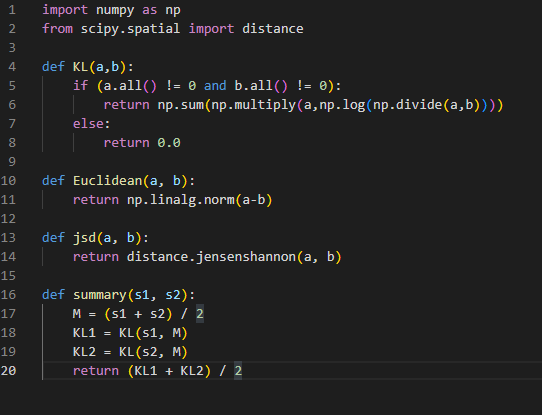 1 import numpy as np
2 from scipy.spatial import distance
3
4 def KL(a,b):
5     if (a.all() != 0 and b.all() != 0):
6         return np.sum(np.multiply(a,np.log(np.divide(a,b))))
7     else:
8         return 0.0
9
10 def Euclidean(a, b):
11     return np.linalg.norm(a-b)
12
13 def jsd(a, b):
14     return distance.jensenshannon(a, b)
15
16 def summary(s1, s2):
17     M = (s1 + s2) / 2
18     KL1 = KL(s1, M)
19     KL2 = KL(s2, M)
20     return (KL1 + KL2) / 2